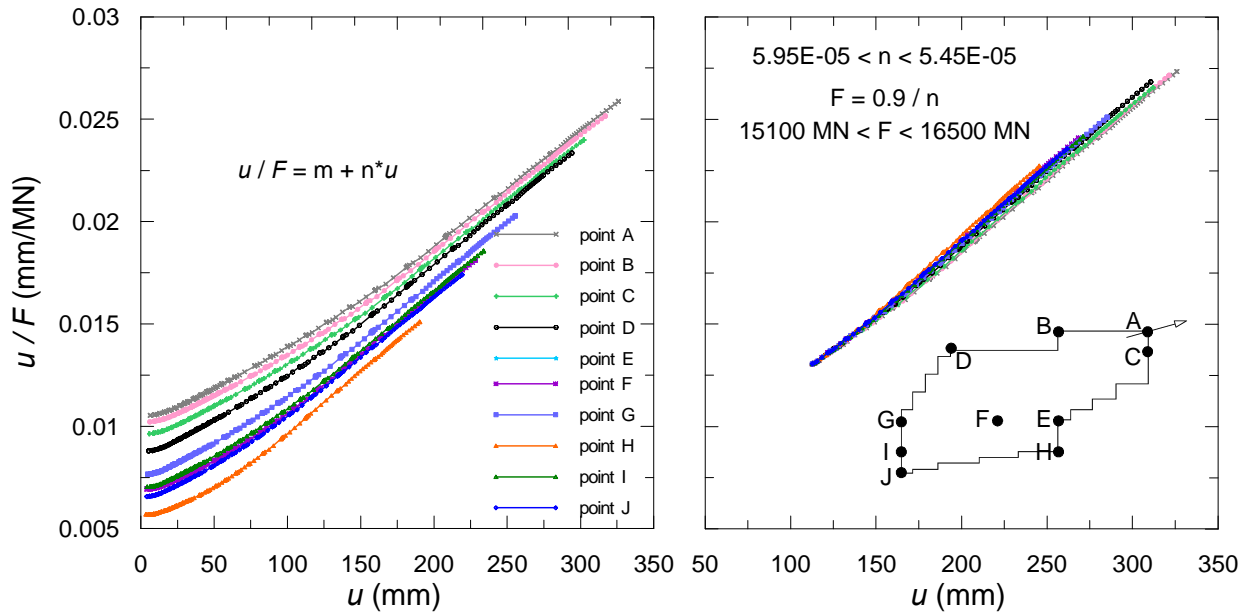 0.03
0.025
0.02
0.015
0.01
0.005
u / F (mm/MN)
0 50 100 150 200 250 300 350
u (mm)
u / F = m + n*u
point A
point B
point C
point D
point E
point F
point G
point H
point I
point J
5.95E-05 < n < 5.45E-05
F = 0.9 / n
15100 MN < F < 16500 MN
B A
D C
G F E
I H
J
50 100 150 200 250 300 350
u (mm)